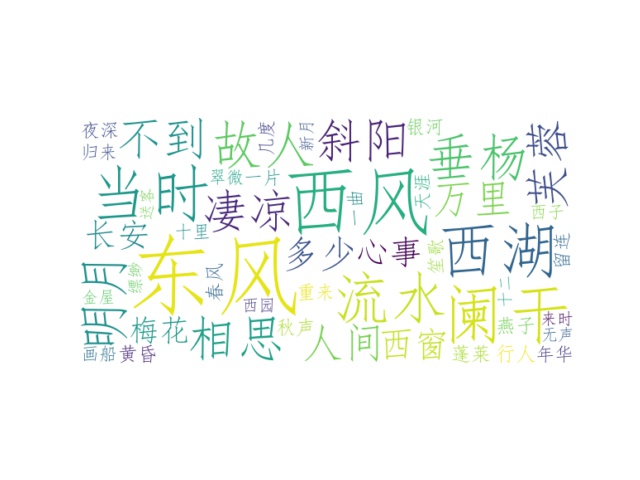 夜深
归来
不到
故人
几度
新月
斜阳
银河
垂杨
芙蓉
当时
送客
翠微一片
凄凉
西风
一曲
天涯
万里
西子
长安
十里
东风
多少
心事
笙歌
西湖
留连
明月
金屋
缥缈
春风
西园
重来
流水
阑干
十二
梅花
相思
秋声
人间
西窗
燕子
来时
无声
画船
黄昏
蓬莱
行人
年华